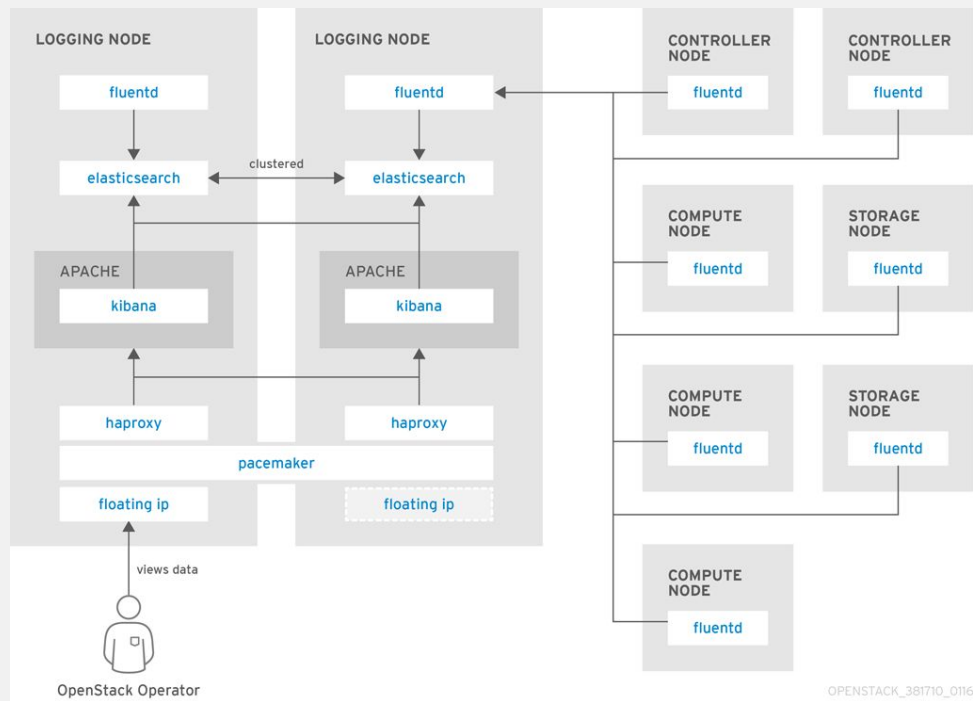 LOGGING NODE
fluentd
elasticsearch
APACHE
kibana
haproxy
LOGGING NODE
fluentd
clustered
elasticsearch
APACHE
kibana
haproxy
pacemaker
floating ip
floating ip
views data
OpenStack Operator
CONTROLLER
NODE
fluentd
CONTROLLER
NODE
fluentd
COMPUTE
NODE
fluentd
STORAGE
NODE
fluentd
COMPUTE
NODE
fluentd
STORAGE
NODE
fluentd
COMPUTE
NODE
fluentd
OPENSTACK_381710_0116